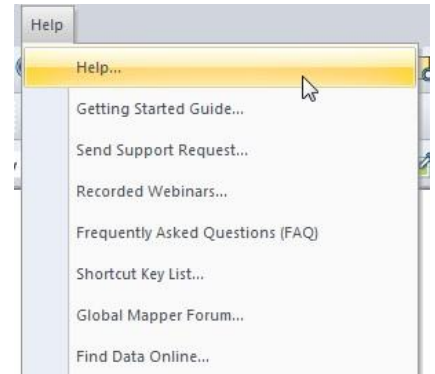 Help
Help...
Getting Started Guide...
Send Support Request...
Recorded Webinars...
Frequently Asked Questions (FAQ)
Shortcut Key List...
Global Mapper Forum...
Find Data Online...